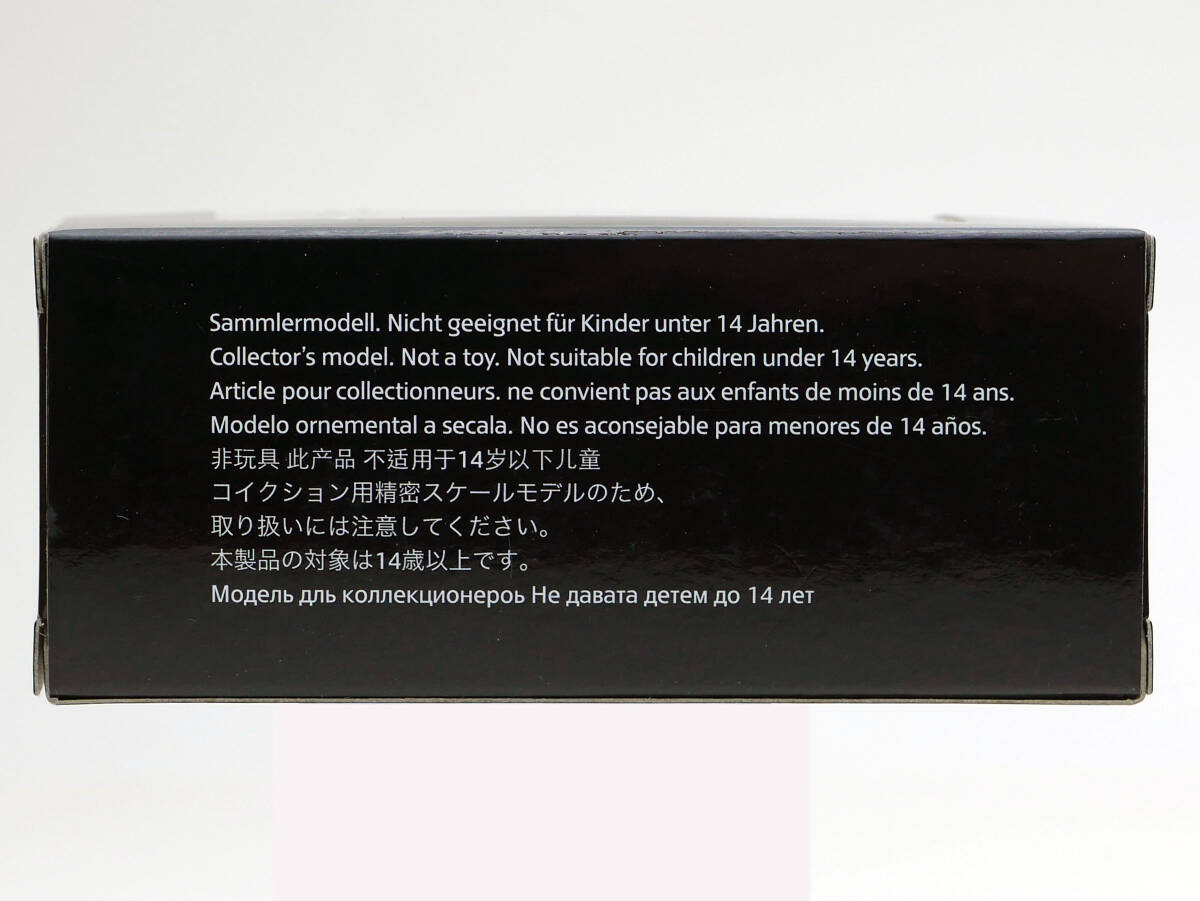 Sammlermodell. Nicht geeignet für Kinder unter 14 Jahren.
Collector's model. Not a toy. Not suitable for children under 14 years.
Article pour collectionneurs. ne convient pas aux enfants de moins de 14 ans.
Modelo ornemental a secala. No es aconsejable para menores de 14 años.
非玩具 此产品 不适用于14岁以下儿童
コイクション用精密スケールモデルのため、
取り扱いには注意してください。
本製品の対象は14歳以上です。
Модель дль коллекционероь Не давата детем до 14 лет